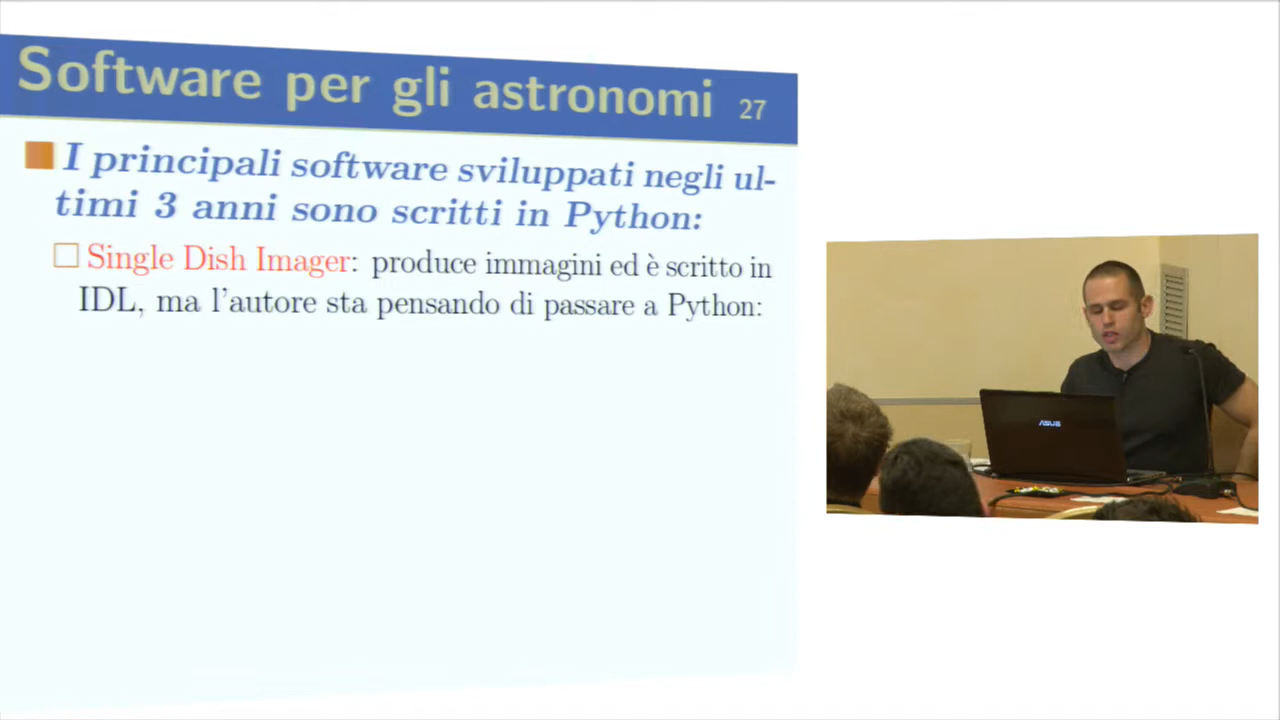 Software per gli astronomi 27
I principali software sviluppati negli ul-
timi 3 anni sono scritti in Python:
Single Dish Imager: produce immagini ed è scritto in
IDL, ma l'autore sta pensando di passare a Python:
ASUS